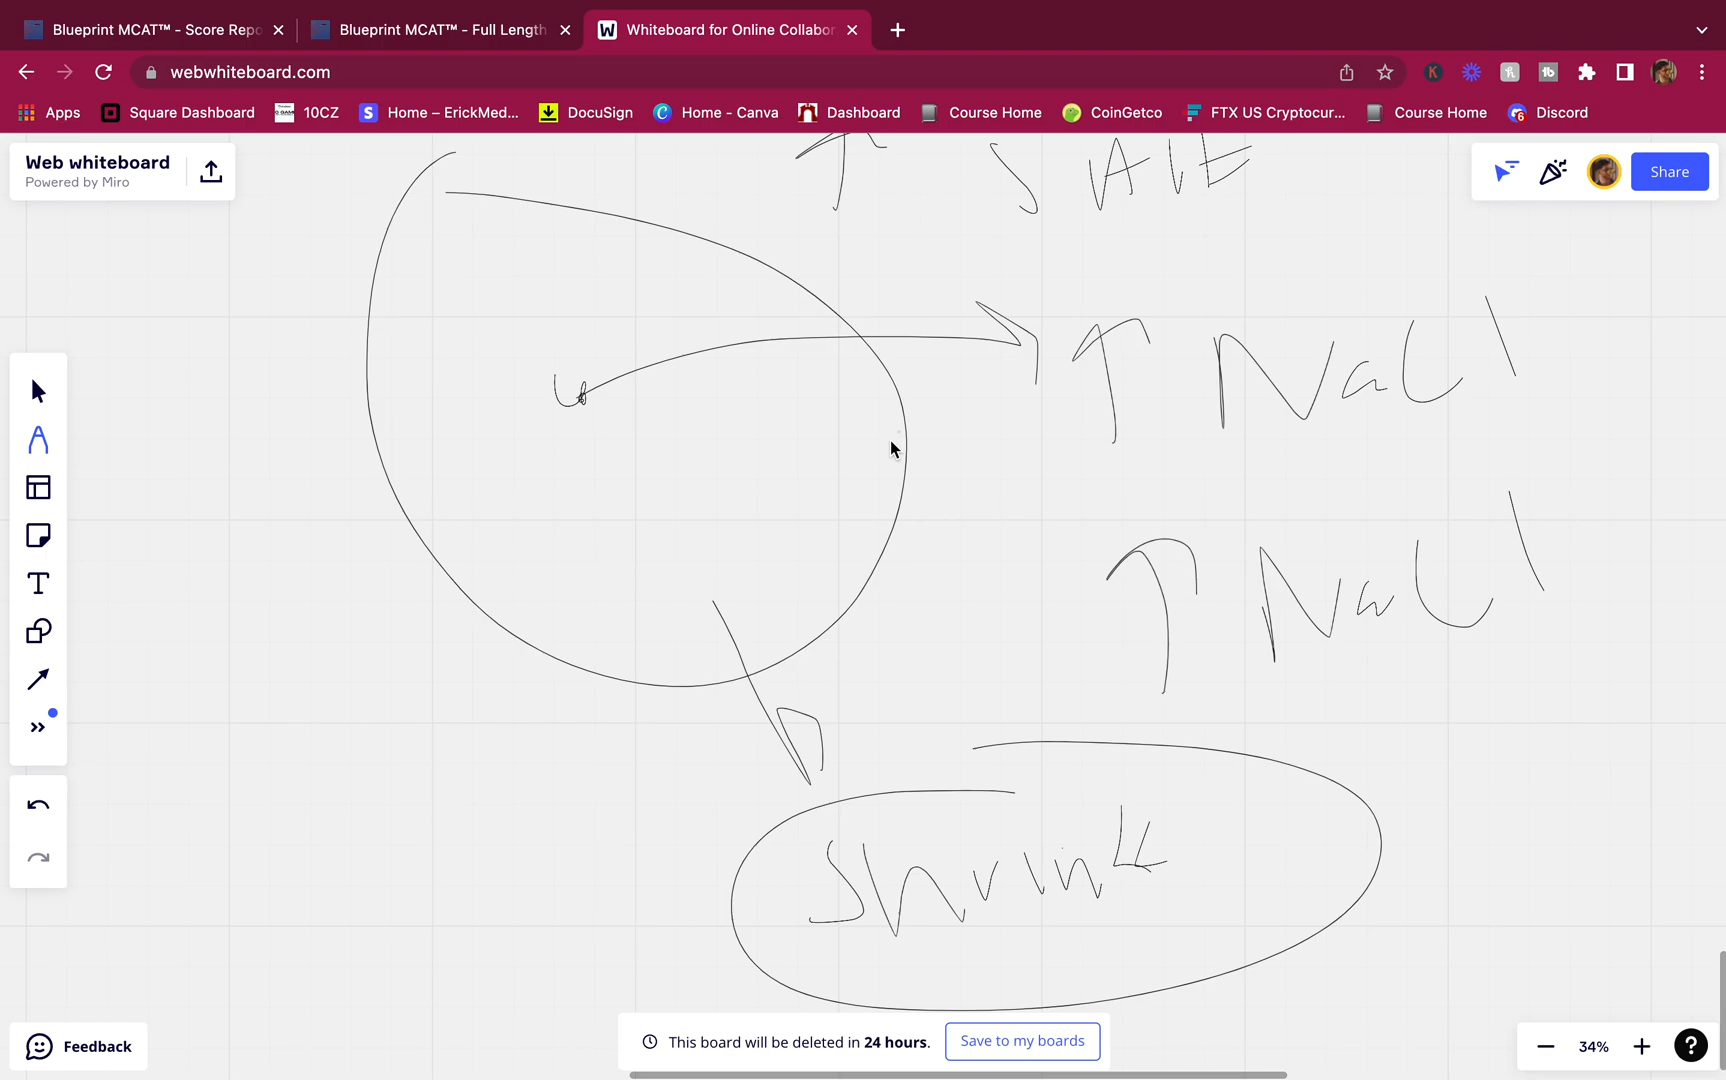 Blueprint MCAT™ - Score Repo
Blueprint MCAT™ - Full Length
Whiteboard for Online Collabor
webwhiteboard.com
Apps
Square Dashboard
10CZ
Home – ErickMed...
DocuSign
Home - Canva
Dashboard
Course Home
CoinGetco
FTX US Cryptocur...
Course Home
Discord
Web whiteboard
Powered by Miro
Share
↑ NaCl
↑ NaCl
Shrink
This board will be deleted in 24 hours.
Save to my boards
Feedback
34%